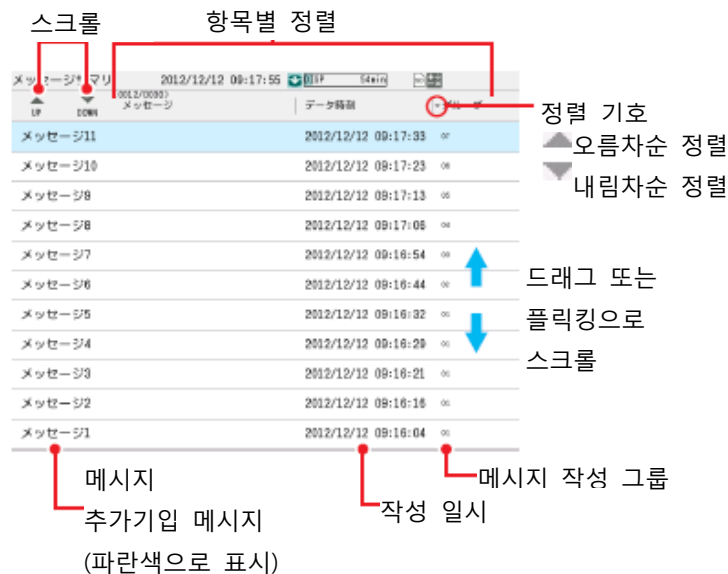 스크롤
항목별 정렬
メッセージサマリ 2012/12/12 09:17:55 54min
UP DOWN メッセージ データ時刻
정렬 기호
오름차순 정렬
내림차순 정렬
メッセージ11 2012/12/12 09:17:33
メッセージ10 2012/12/12 09:17:23
メッセージ9 2012/12/12 09:17:13
メッセージ8 2012/12/12 09:17:06
メッセージ7 2012/12/12 09:16:54
メッセージ6 2012/12/12 09:16:44
メッセージ5 2012/12/12 09:16:32
メッセージ4 2012/12/12 09:16:29
メッセージ3 2012/12/12 09:16:21
メッセージ2 2012/12/12 09:16:16
メッセージ1 2012/12/12 09:16:04
드래그 또는
플릭킹으로
스크롤
메시지
추가기입 메시지
(파란색으로 표시)
작성 일시
메시지 작성 그룹